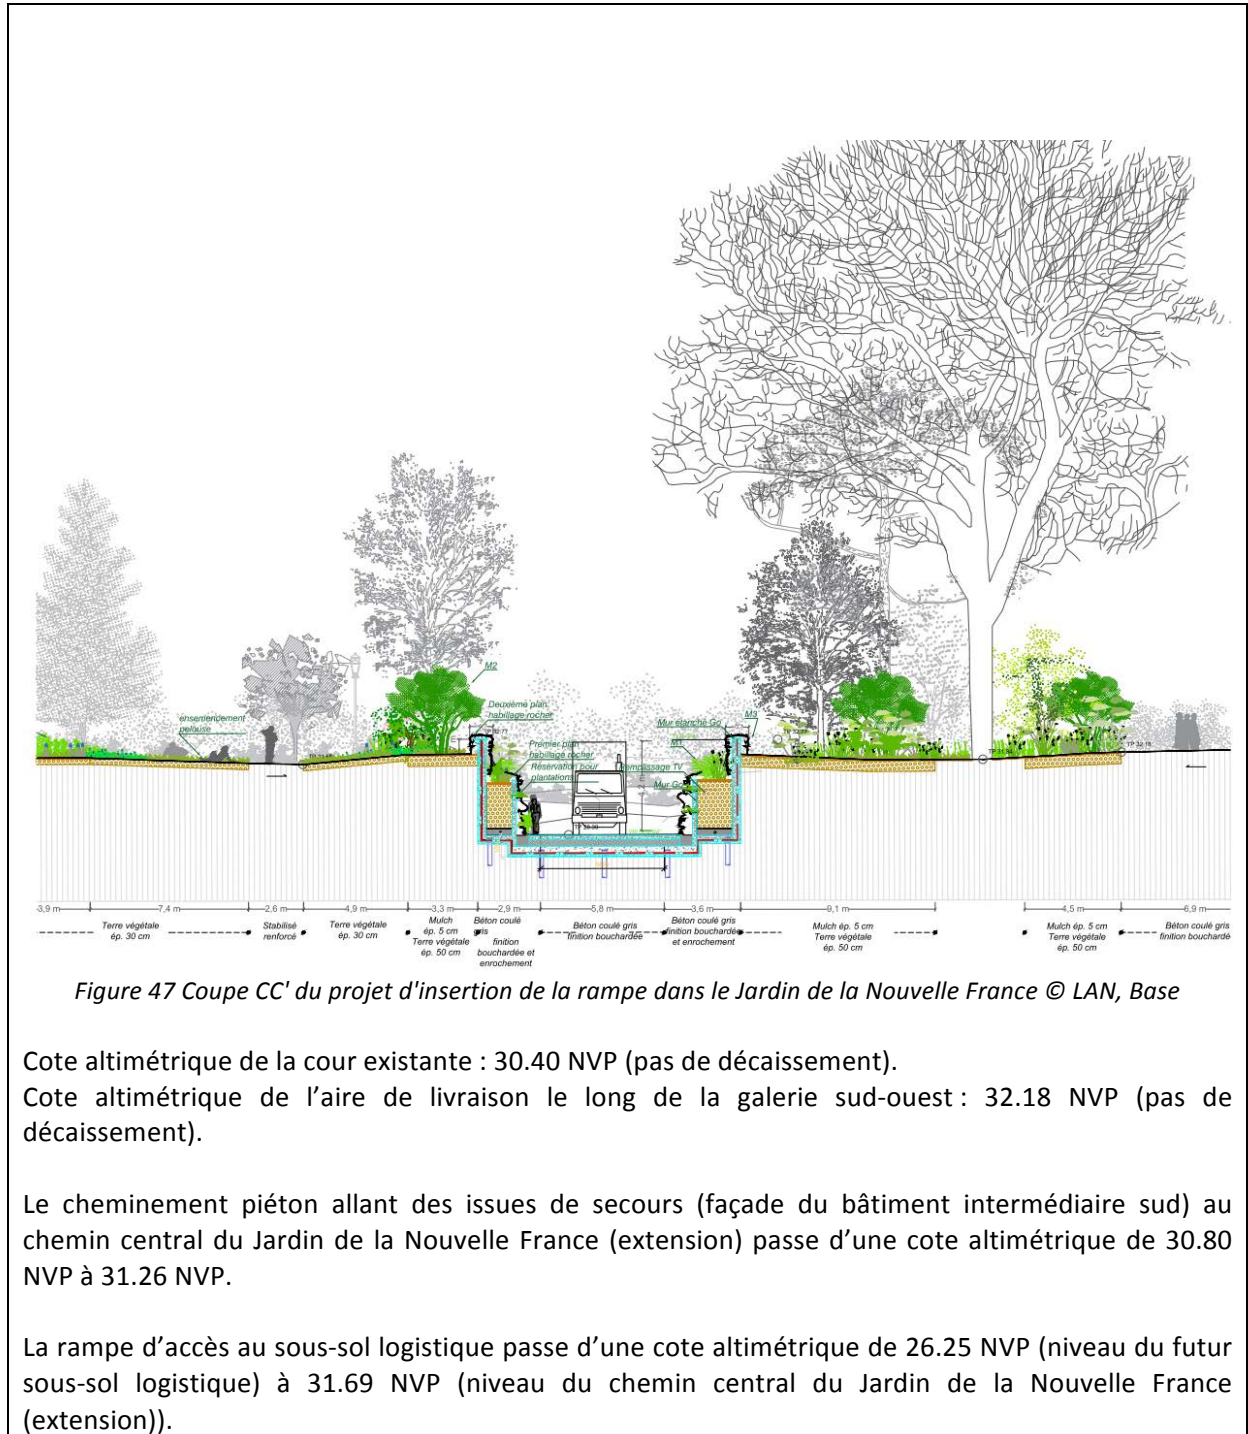 M2
ensemencement
pelouse
Deuxième plan
habillage rocher
Premier plan
habillage rocher
Réservation pour
plantations
Mur étanche Go
M3
M1
Remplissage TV
TP 32.18
3,9 m
7,4 m
2,6 m
4,9 m
3,3 m
2,9 m
5,8 m
3,6 m
9,1 m
4,5 m
6,9 m
Terre végétale
ép. 30 cm
Stabilisé
renforcé
Terre végétale
ép. 30 cm
Mulch
ép. 5 cm
Terre végétale
ép. 50 cm
Béton coulé
gris
finition
bouchardée et
enrochement
Béton coulé gris
finition bouchardée
Béton coulé gris
finition bouchardée
et enrochement
Mulch ép. 5 cm
Terre végétale
ép. 50 cm
Mulch ép. 5 cm
Terre végétale
ép. 50 cm
Béton coulé gris
finition bouchardée
Figure 47 Coupe CC' du projet d'insertion de la rampe dans le Jardin de la Nouvelle France © LAN, Base
Cote altimétrique de la cour existante : 30.40 NVP (pas de décaissement).
Cote altimétrique de l’aire de livraison le long de la galerie sud-ouest : 32.18 NVP (pas de
décaissement).
Le cheminement piéton allant des issues de secours (façade du bâtiment intermédiaire sud) au
chemin central du Jardin de la Nouvelle France (extension) passe d’une cote altimétrique de 30.80
NVP à 31.26 NVP.
La rampe d’accès au sous-sol logistique passe d’une cote altimétrique de 26.25 NVP (niveau du futur
sous-sol logistique) à 31.69 NVP (niveau du chemin central du Jardin de la Nouvelle France
(extension)).